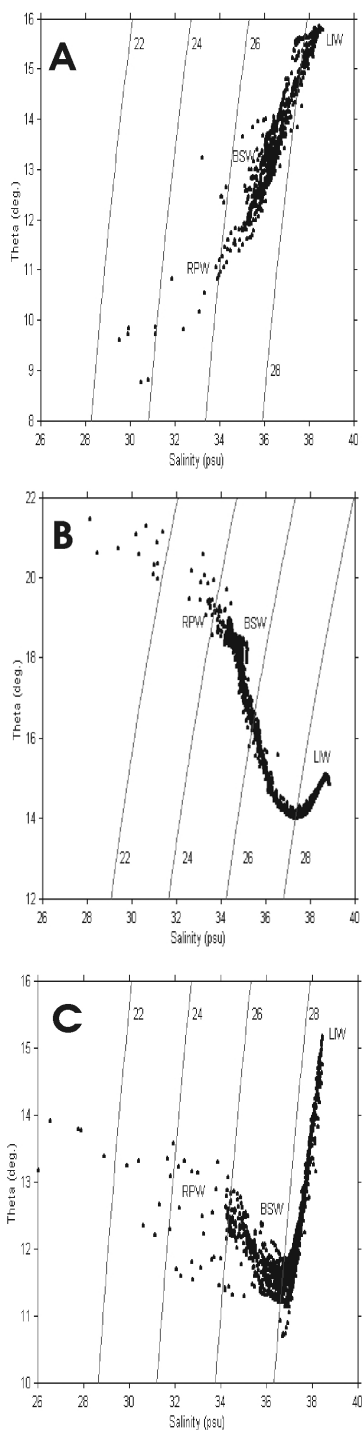 A
16
15
14
13
12
11
10
9
8
22
24
26
28
LIW
BSW
RPW
Theta (deg.)
26 28 30 32 34 36 38 40
Salinity (psu)
B
22
20
18
16
14
12
RPW
BSW
LIW
22
24
26
28
Theta (deg.)
26 28 30 32 34 36 38 40
Salinity (psu)
C
16
15
14
13
12
11
10
22
24
26
28
LIW
RPW
BSW
Theta (deg.)
26 28 30 32 34 36 38 40
Salinity (psu)